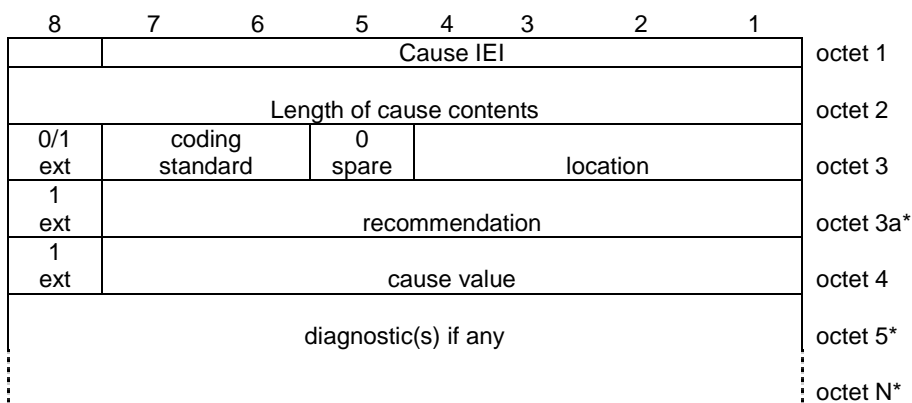 8 7 6 5 4 3 2 1
Cause IEI octet 1
Length of cause contents octet 2
0/1 coding 0
ext standard spare location octet 3
1
ext recommendation octet 3a*
1
ext cause value octet 4
diagnostic(s) if any octet 5*
octet N*